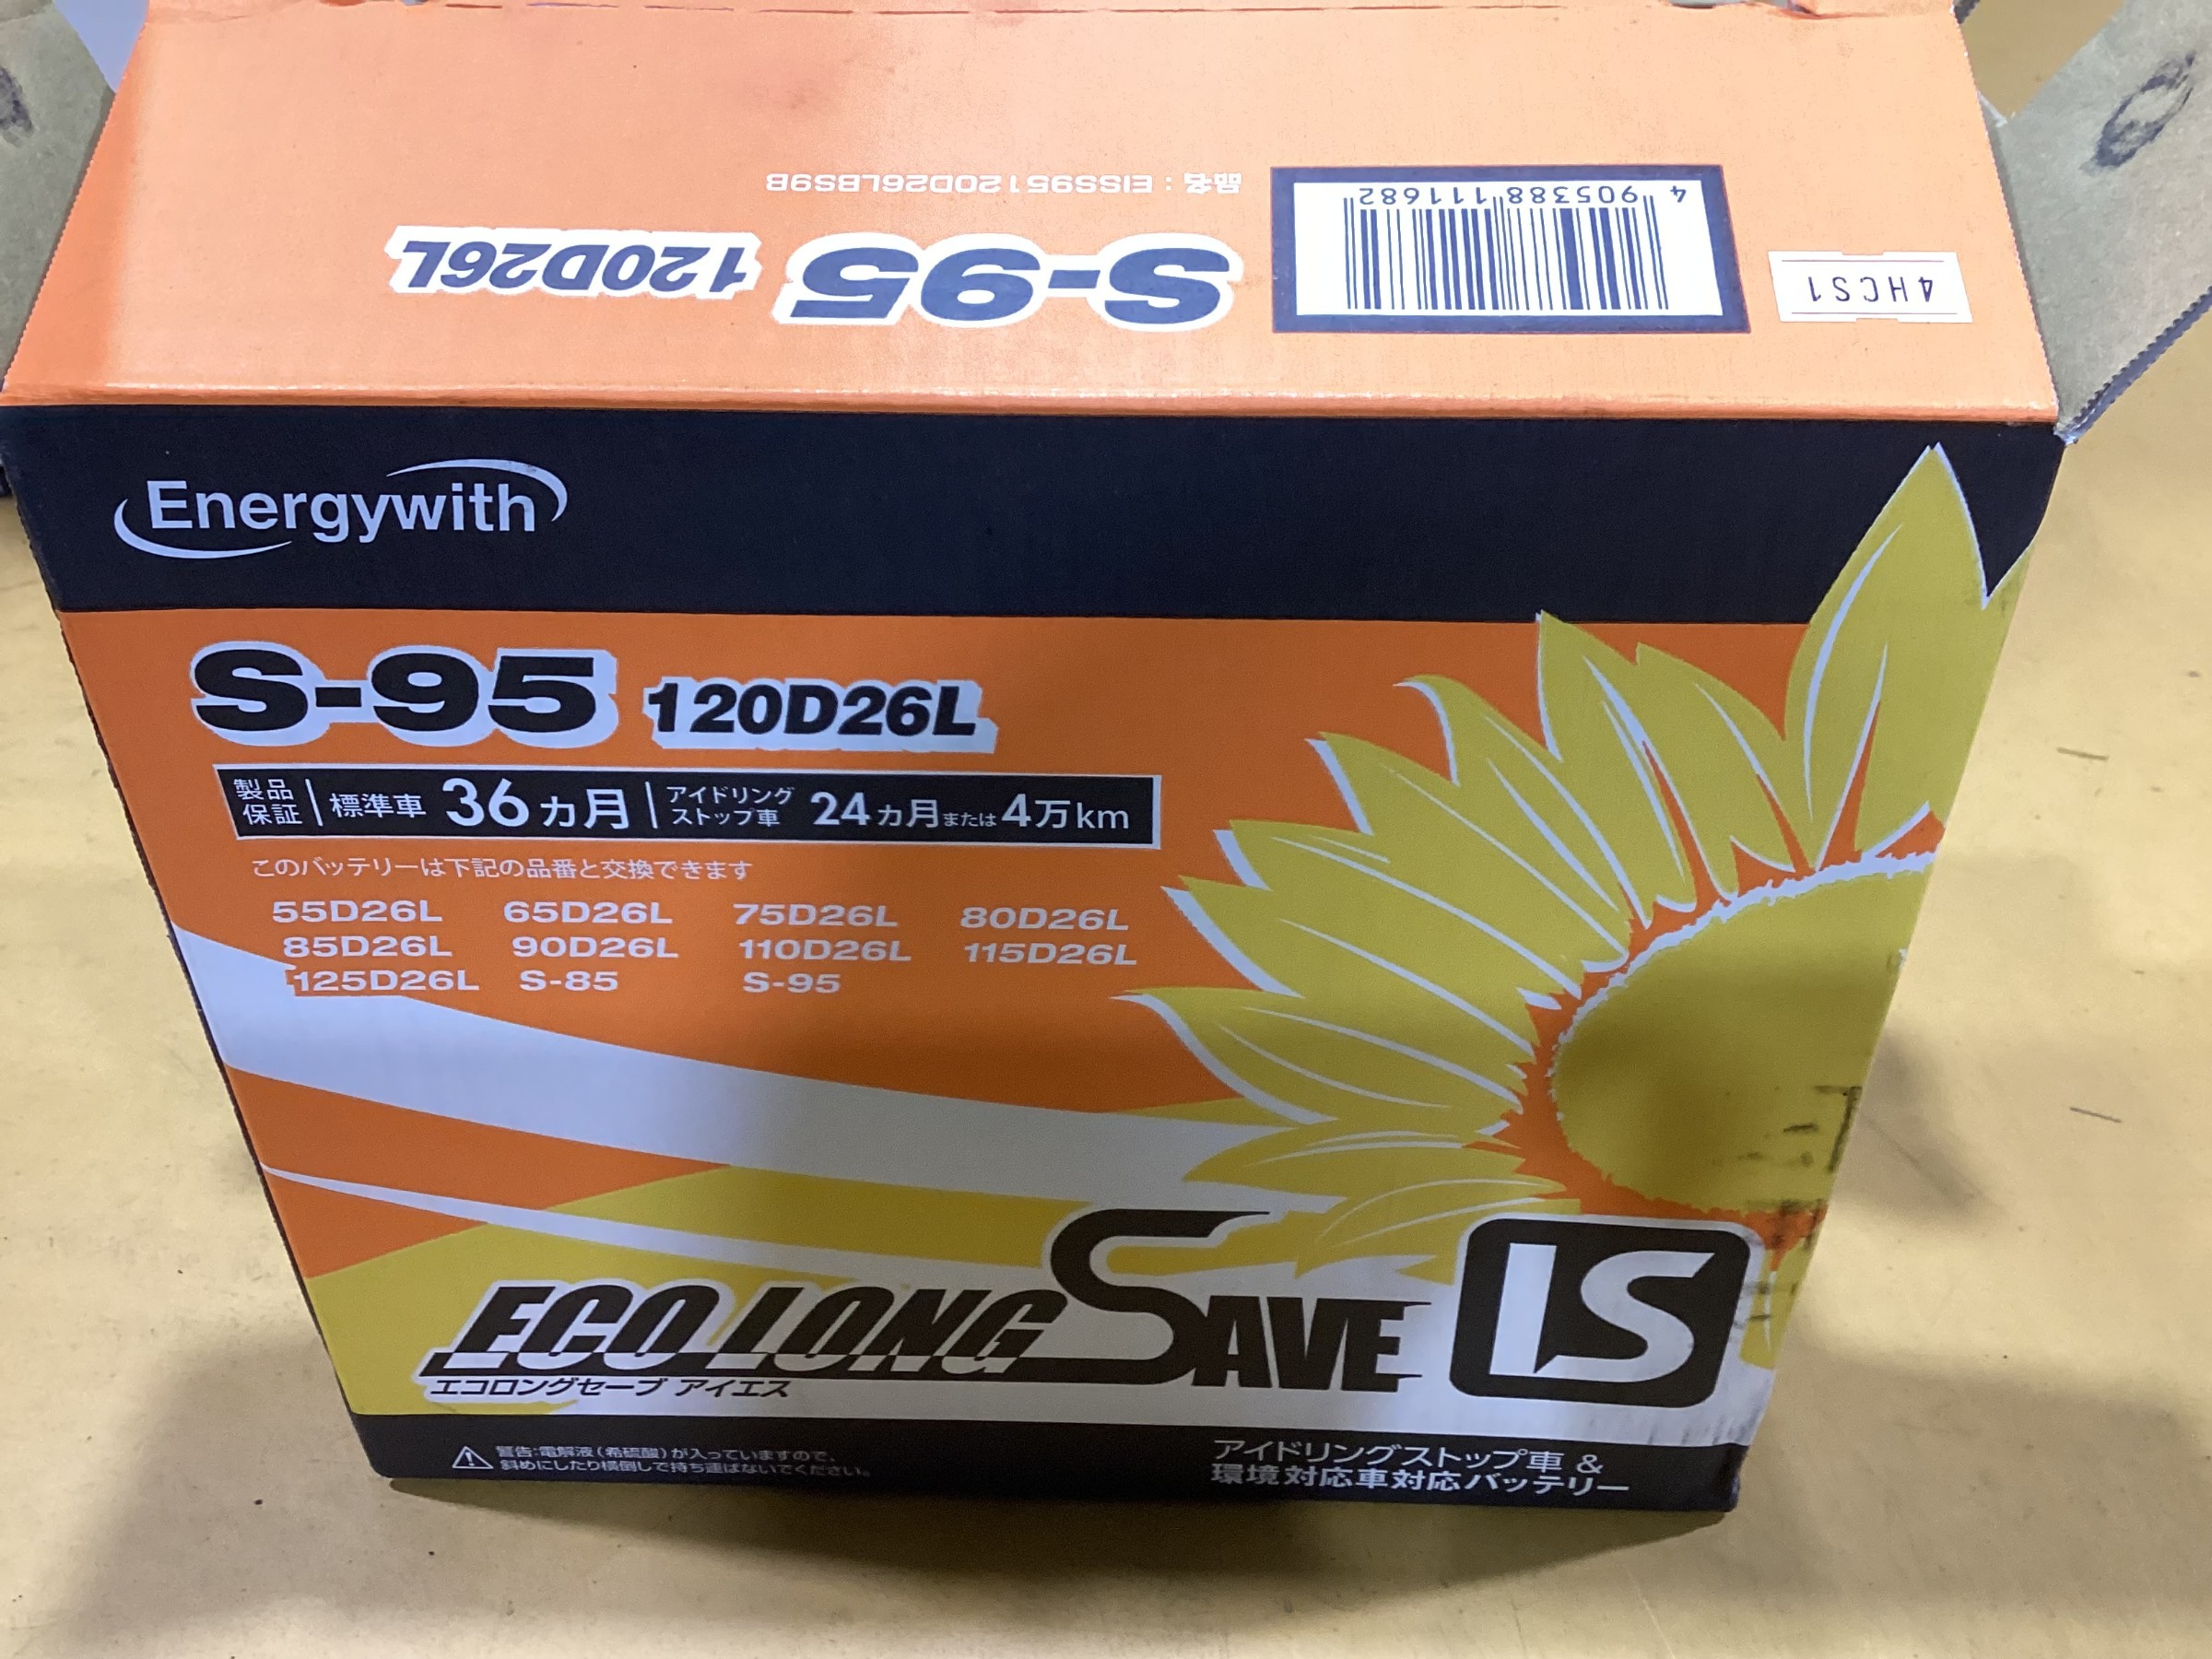 4HCS1
4 905388 111682
S-95 120D26L
品名：EISS95120D26LBS9B
Energywith
S-95 120D26L
製品保証 標準車 36ヵ月 アイドリングストップ車 24ヵ月または4万km
このバッテリーは下記の品番と交換できます
55D26L 65D26L 75D26L 80D26L
85D26L 90D26L 110D26L 115D26L
125D26L S-85 S-95
ECO LONG SAVE IS
エコロングセーブ アイエス
警告:電解液(希硫酸)が入っていますので、
斜めにしたり横倒しで持ち運ばないでください。
アイドリングストップ車 &
環境対応車対応バッテリー